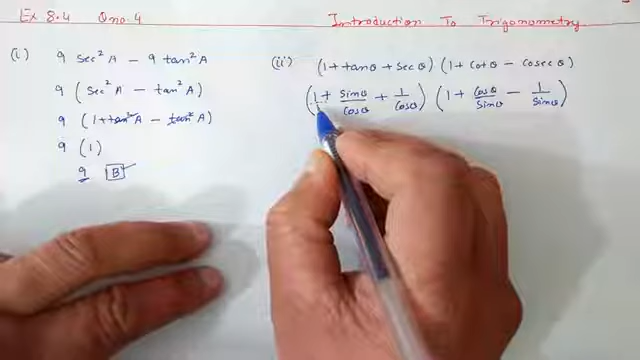 Ex 8.4 Qno. 4 Introduction To Trigonometry
(i) 9 sec²A - 9 tan²A
9 (sec²A - tan²A)
9 (1+tan²A - tan²A)
9 (1)
9 B
(ii) (1+tanθ + secθ) (1+cotθ - cosecθ)
(1 + sinθ/cosθ + 1/cosθ) (1 + cosθ/sinθ - 1/sinθ)